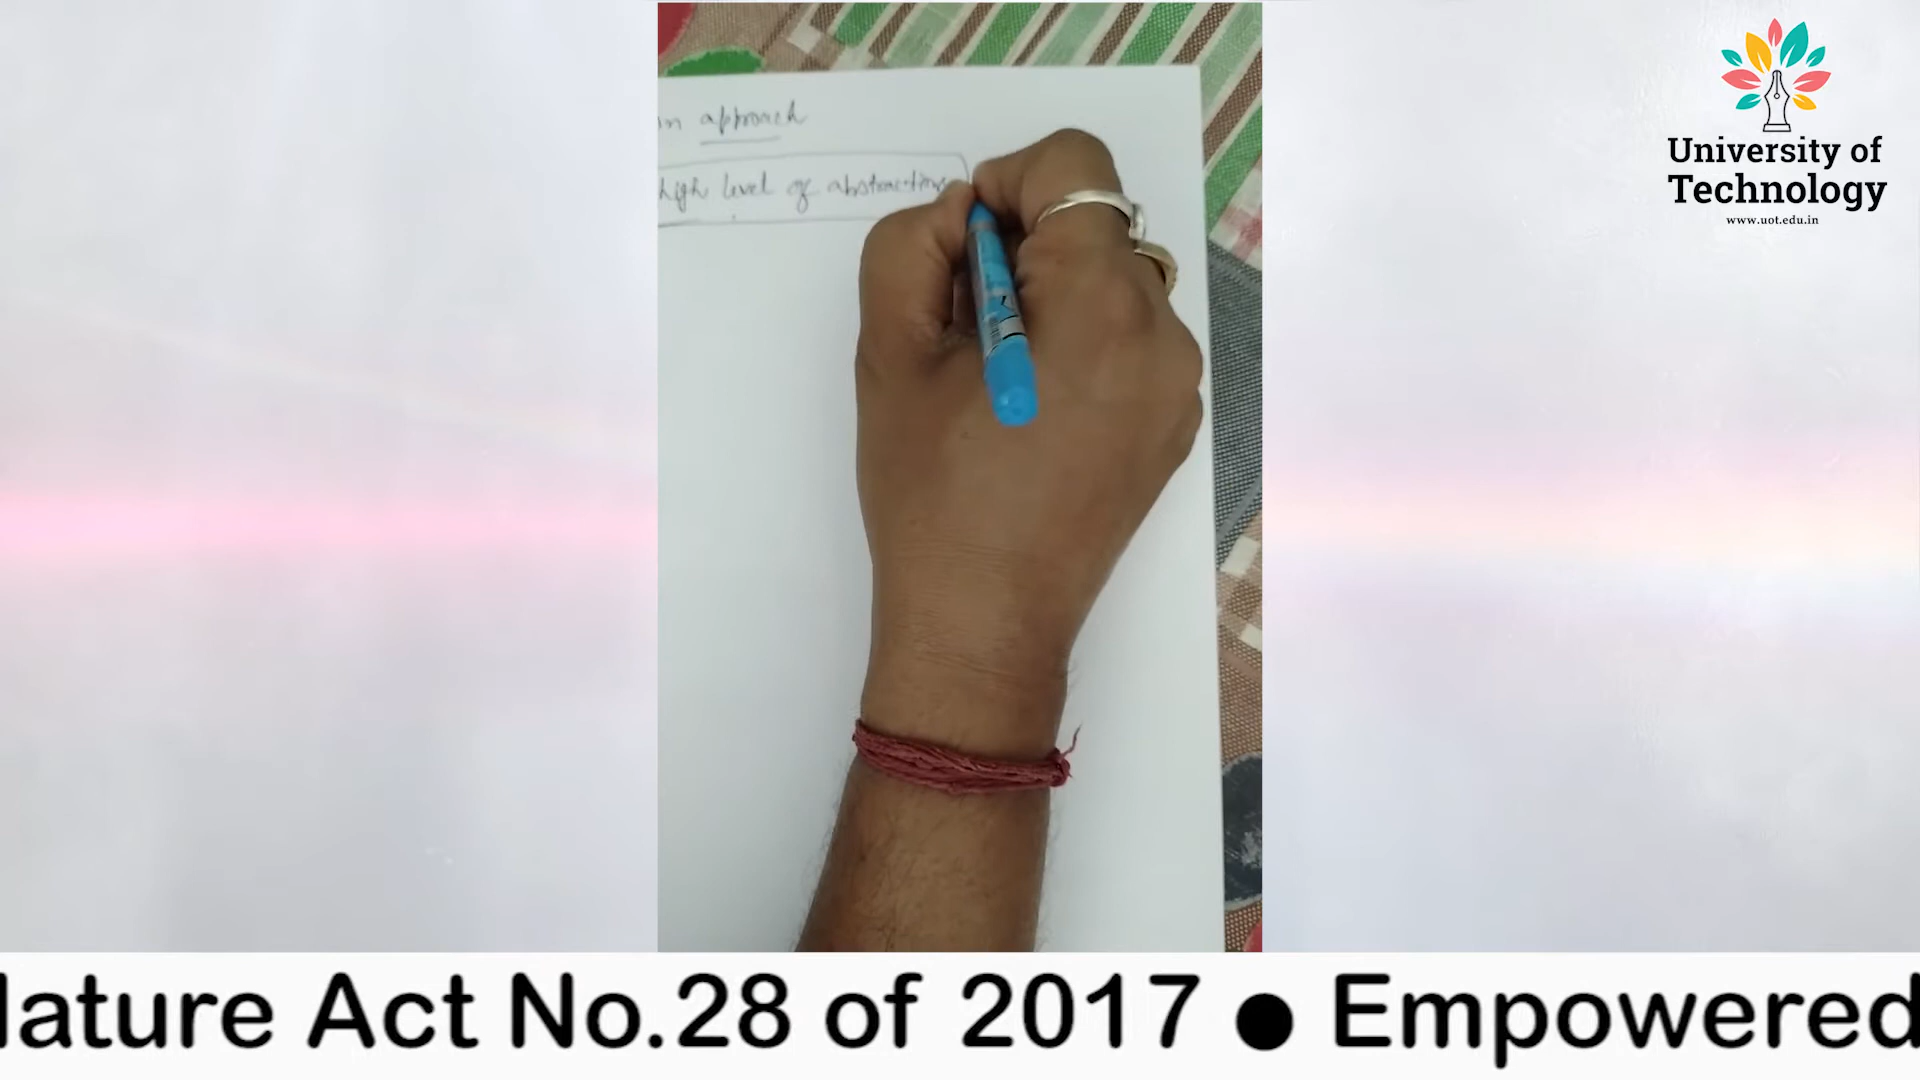 approach
high level of abstraction
University of
Technology
www.uot.edu.in
lature Act No.28 of 2017 ● Empowered